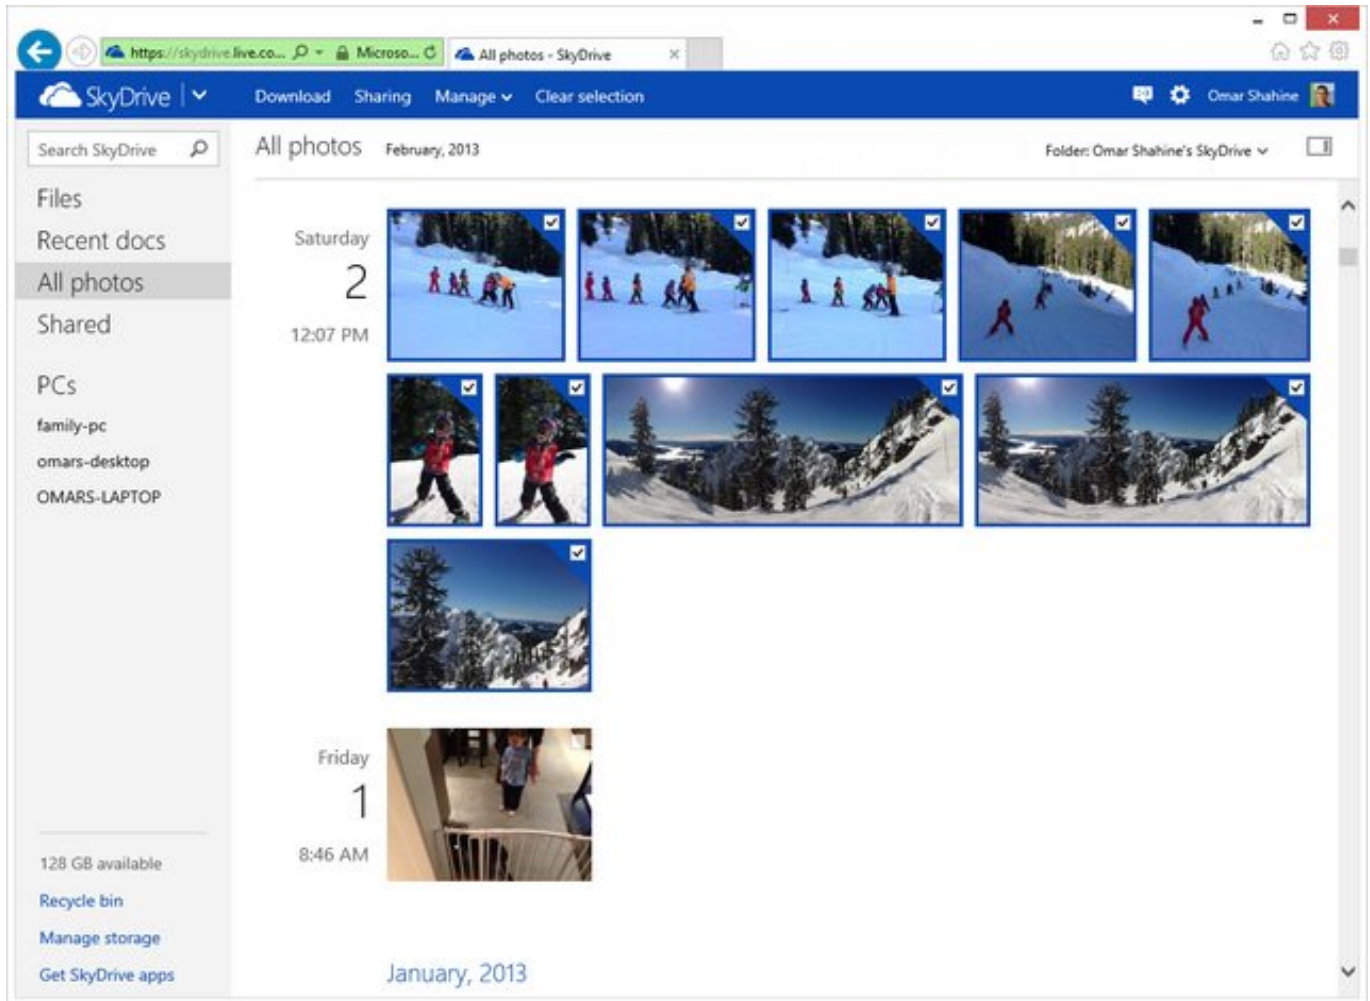 https://skydrive.live.co... Microso... All photos - SkyDrive
SkyDrive Download Sharing Manage Clear selection Omar Shahine
Search SkyDrive
All photos February, 2013 Folder: Omar Shahine's SkyDrive
Files
Recent docs
All photos
Shared
PCs
family-pc
omars-desktop
OMARS-LAPTOP
128 GB available
Recycle bin
Manage storage
Get SkyDrive apps
Saturday
2
12:07 PM
Friday
1
8:46 AM
January, 2013